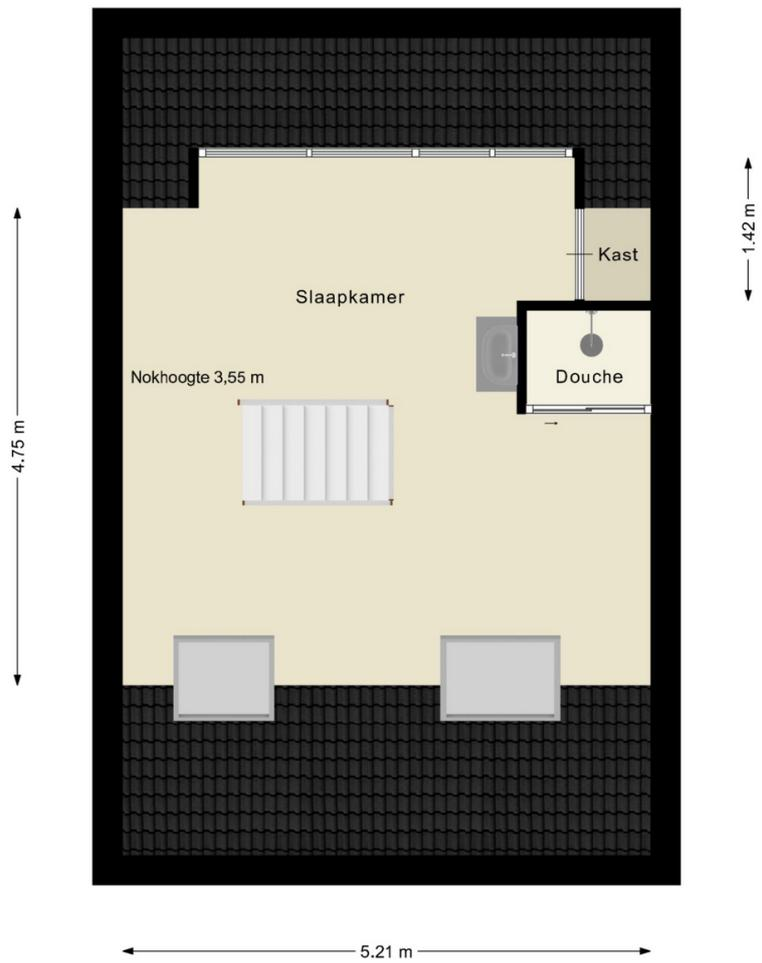 1.42 m
Kast
Slaapkamer
Nokhoogte 3,55 m
Douche
4.75 m
5.21 m